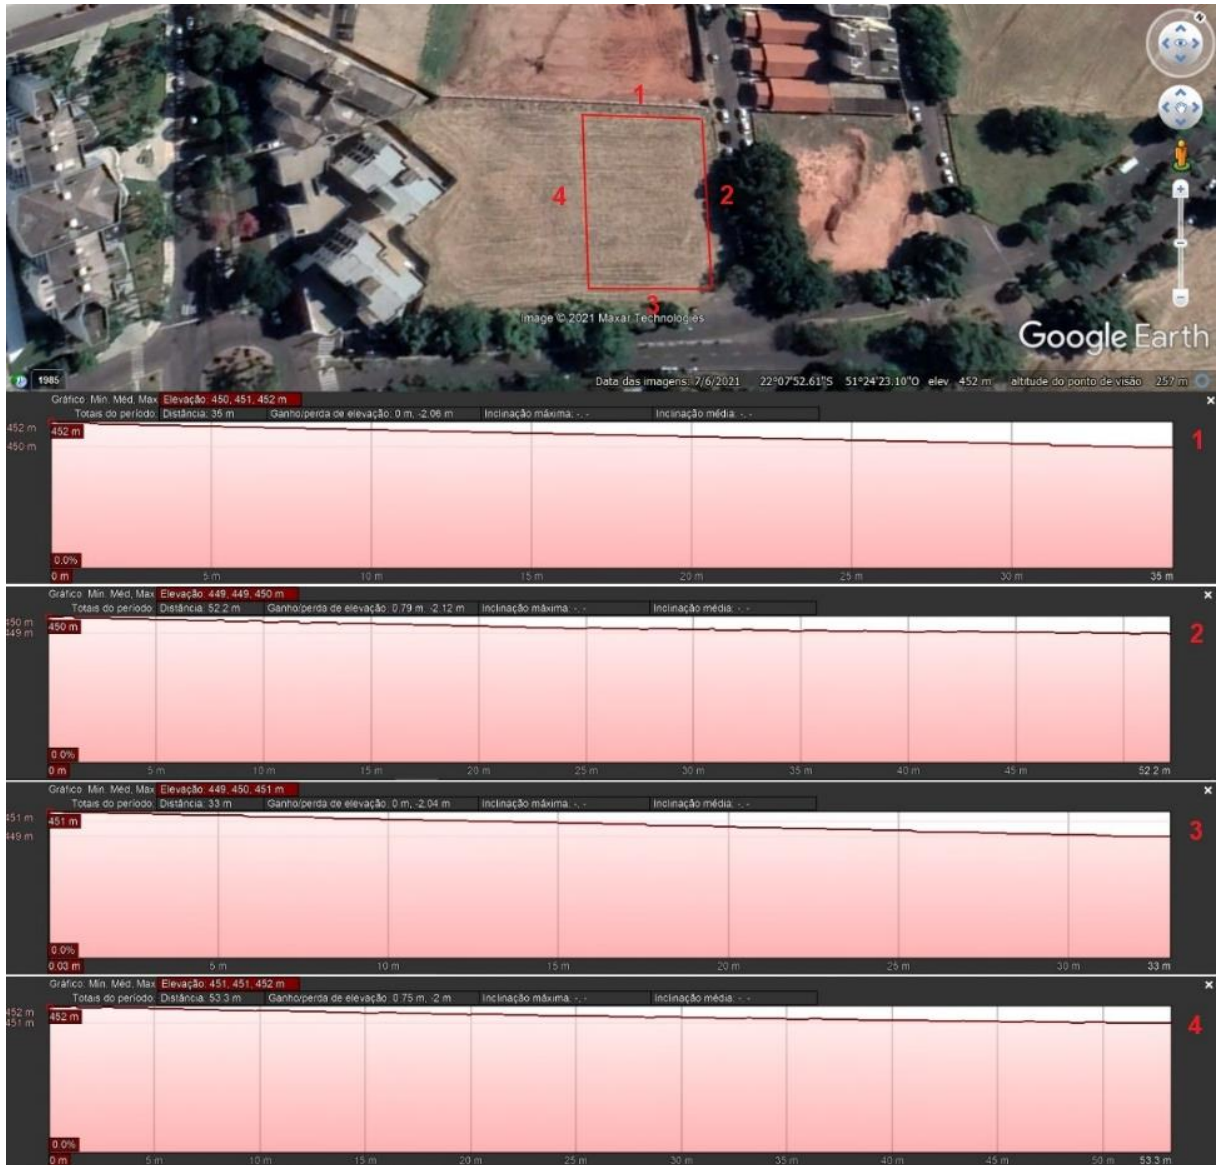 N
1
4
2
3
Image © 2021 Maxar Technologies
Google Earth
1985
Data das imagens: 7/6/2021 22°07'52.61"S 51°24'23.10"O elev 452 m altitude do ponto de visão 257 m
Gráfico: Mín, Méd, Máx Elevação: 450, 451, 452 m
Totais do período: Distância: 35 m Ganho/perda de elevação: 0 m, -2.06 m Inclinação máxima: -, - Inclinação média: -, -
452 m 452 m
450 m
1
0.0%
0 m 5 m 10 m 15 m 20 m 25 m 30 m 35 m
Gráfico: Mín, Méd, Máx Elevação: 449, 449, 450 m
Totais do período: Distância: 52.2 m Ganho/perda de elevação: 0.79 m, -2.12 m Inclinação máxima: -, - Inclinação média: -, -
450 m 450 m
449 m
2
0.0%
0 m 5 m 10 m 15 m 20 m 25 m 30 m 35 m 40 m 45 m 52.2 m
Gráfico: Mín, Méd, Máx Elevação: 449, 450, 451 m
Totais do período: Distância: 33 m Ganho/perda de elevação: 0 m, -2.04 m Inclinação máxima: -, - Inclinação média: -, -
451 m 451 m
449 m
3
0.0%
0.03 m 5 m 10 m 15 m 20 m 25 m 30 m 33 m
Gráfico: Mín, Méd, Máx Elevação: 451, 451, 452 m
Totais do período: Distância: 53.3 m Ganho/perda de elevação: 0.75 m, -2 m Inclinação máxima: -, - Inclinação média: -, -
452 m 452 m
451 m
4
0.0%
0 m 5 m 10 m 15 m 20 m 25 m 30 m 35 m 40 m 45 m 50 m 53.3 m